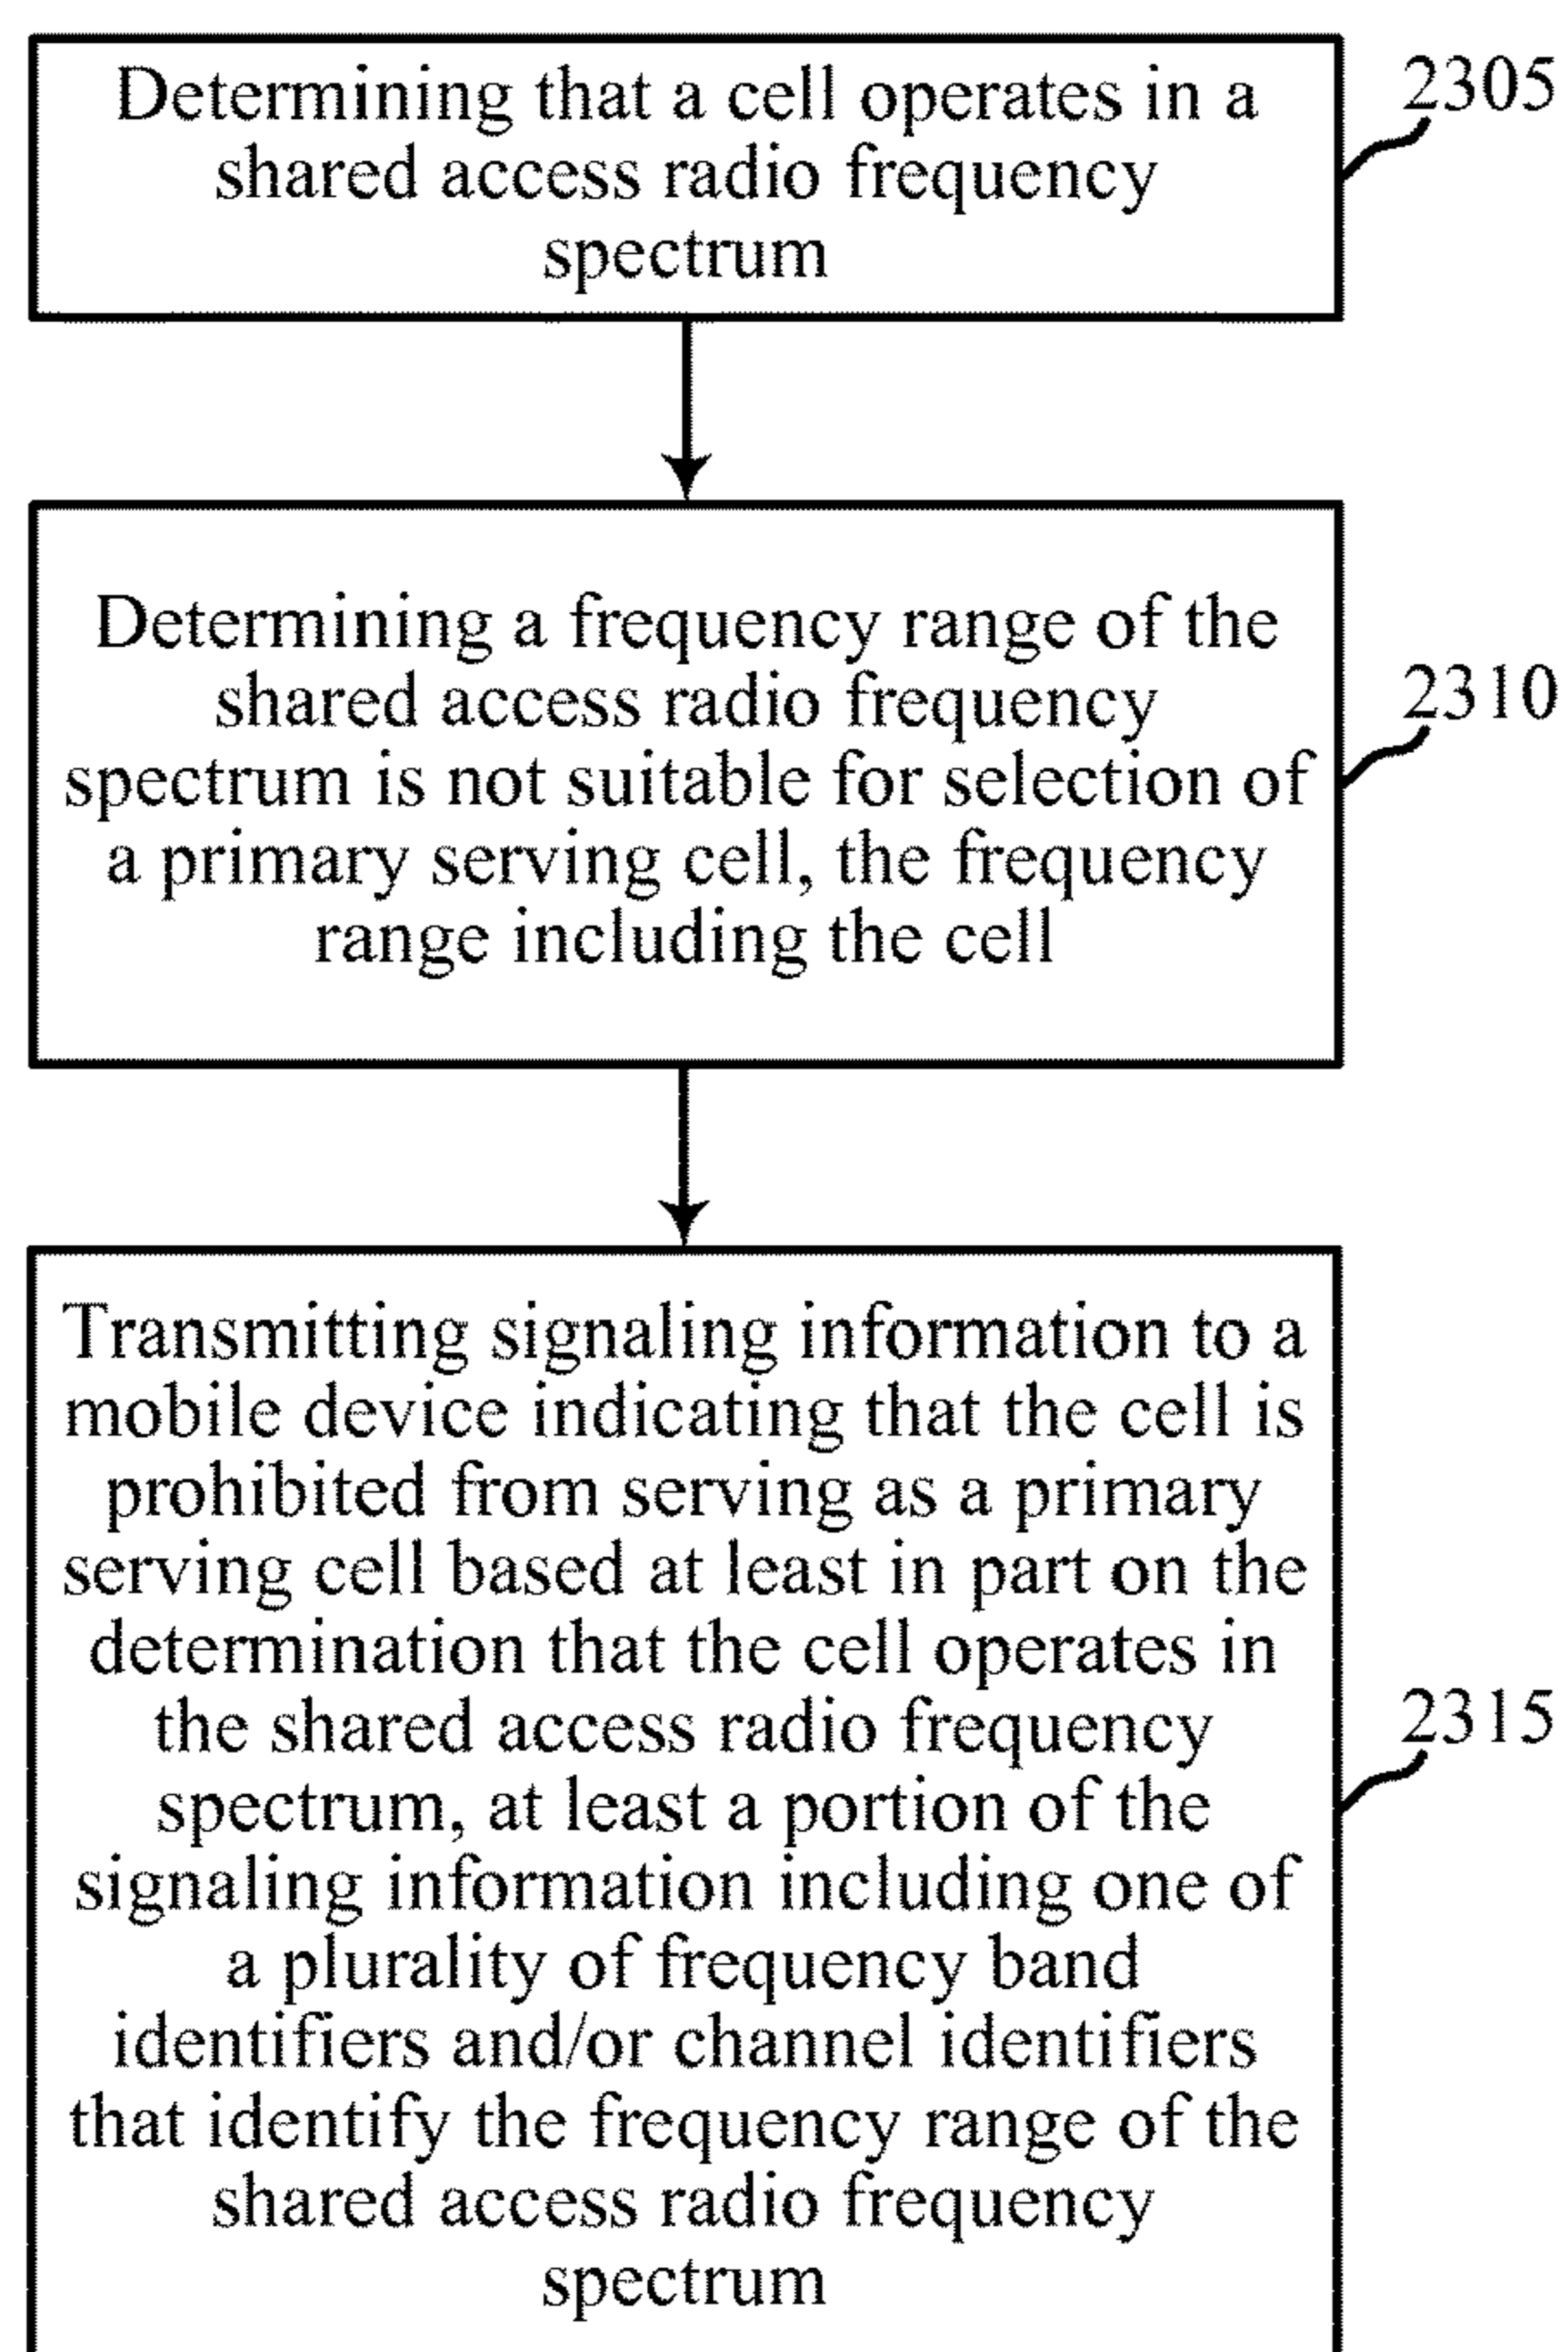 Determining that a cell operates in a
shared access radio frequency
spectrum
2305
Determining a frequency range of the
shared access radio frequency
spectrum is not suitable for selection of
a primary serving cell, the frequency
range including the cell
2310
Transmitting signaling information to a
mobile device indicating that the cell is
prohibited from serving as a primary
serving cell based at least in part on the
determination that the cell operates in
the shared access radio frequency
spectrum, at least a portion of the
signaling information including one of
a plurality of frequency band
identifiers and/or channel identifiers
that identify the frequency range of the
shared access radio frequency
spectrum
2315